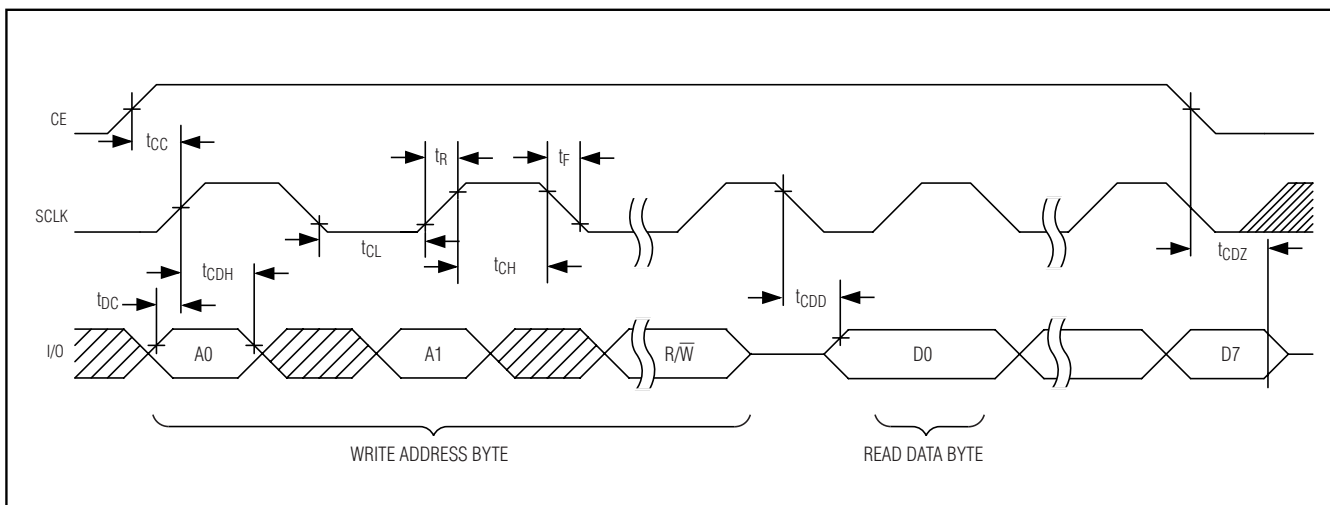 CE
tCC
tR
tF
SCLK
tCL
tCH
tCDZ
tCDH
tDC
tCDD
I/O
A0
A1
R/W̅
D0
D7
WRITE ADDRESS BYTE
READ DATA BYTE